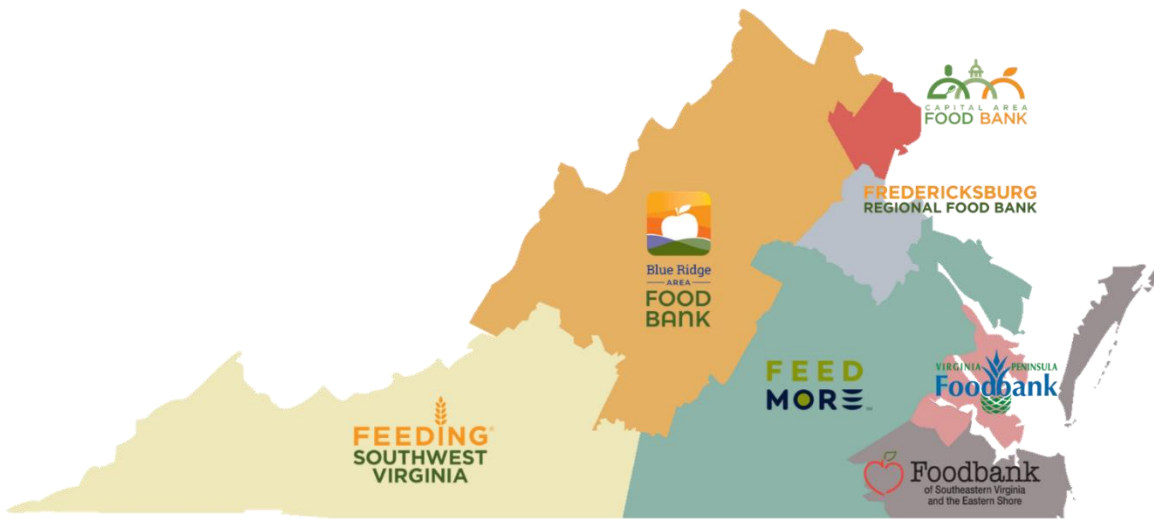 CAPITAL AREA
FOOD BANK
FREDERICKSBURG
REGIONAL FOOD BANK
Blue Ridge
AREA
FOOD
BANK
FEED
MORE
VIRGINIA PENINSULA
Foodbank
FEEDING®
SOUTHWEST
VIRGINIA
Foodbank
of Southeastern Virginia
and the Eastern Shore